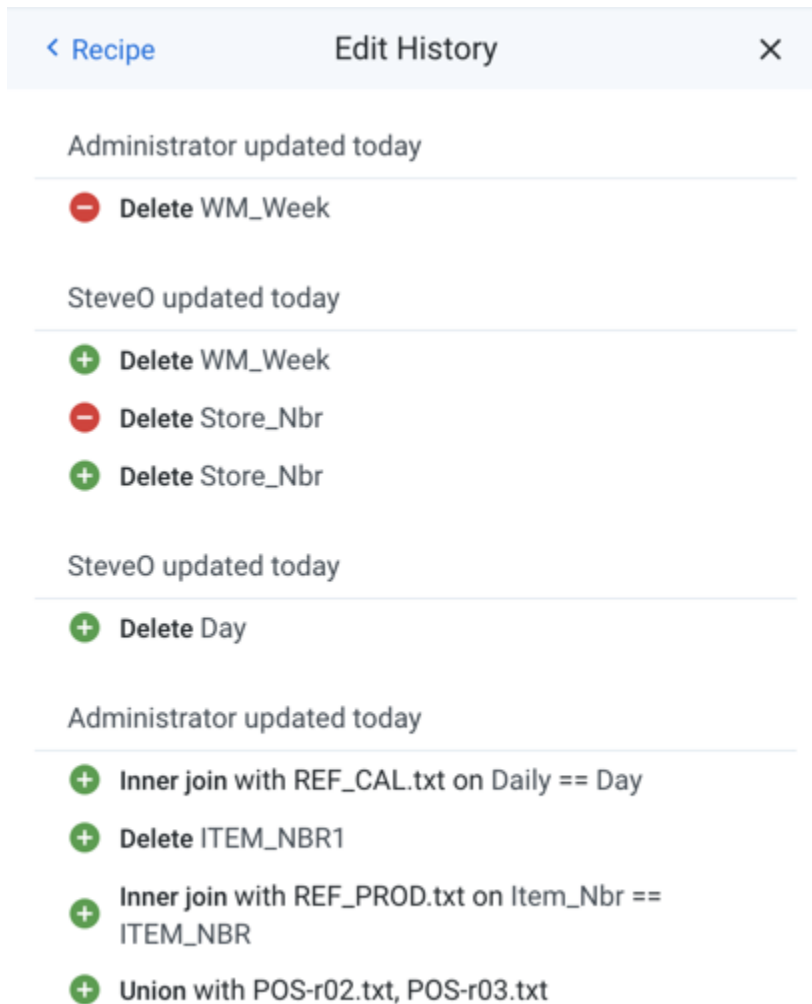 Recipe
Edit History
Administrator updated today
Delete WM_Week
SteveO updated today
Delete WM_Week
Delete Store_Nbr
Delete Store_Nbr
SteveO updated today
Delete Day
Administrator updated today
Inner join with REF_CAL.txt on Daily == Day
Delete ITEM_NBR1
Inner join with REF_PROD.txt on Item_Nbr ==
ITEM_NBR
Union with POS-r02.txt, POS-r03.txt